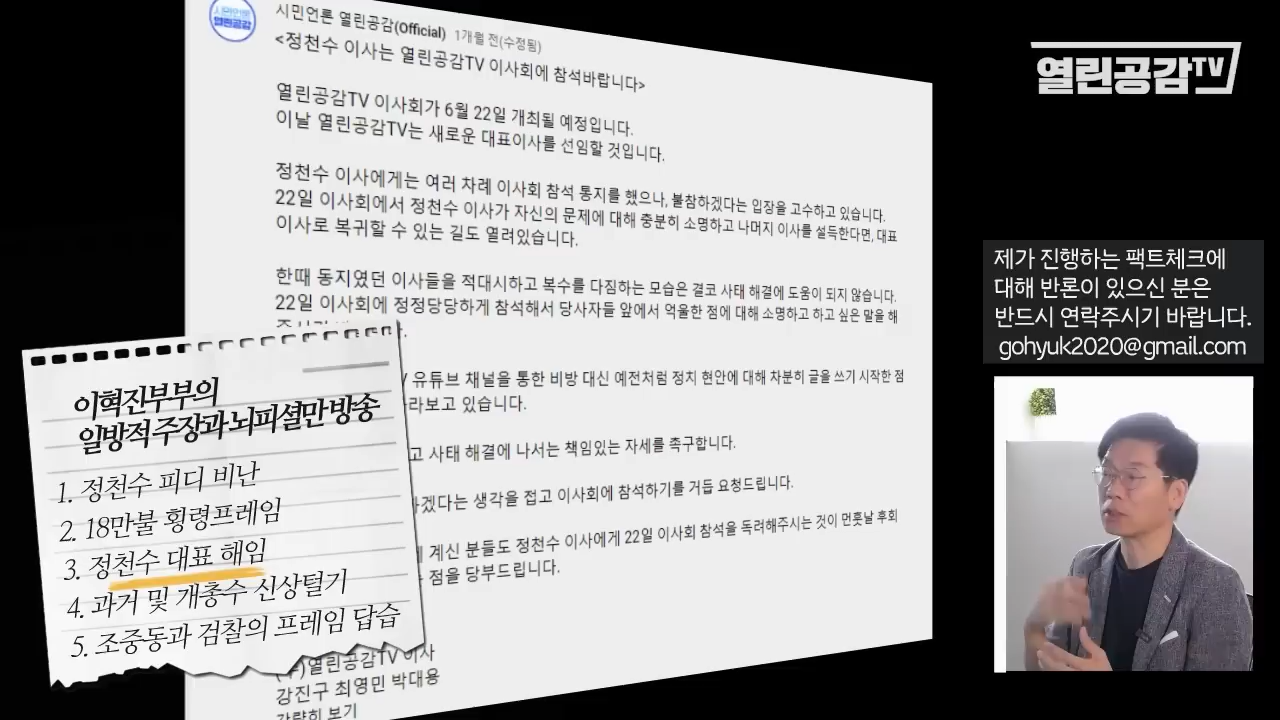 시민언론 열린공감
시민언론 열린공감(Official) 1개월 전(수정됨)
<정천수 이사는 열린공감TV 이사회에 참석바랍니다>
열린공감TV 이사회가 6월 22일 개최될 예정입니다.
이날 열린공감TV는 새로운 대표이사를 선임할 것입니다.
정천수 이사에게는 여러 차례 이사회 참석 통지를 했으나, 불참하겠다는 입장을 고수하고 있습니다.
22일 이사회에서 정천수 이사가 자신의 문제에 대해 충분히 소명하고 나머지 이사를 설득한다면, 대표
이사로 복귀할 수 있는 길도 열려있습니다.
한때 동지였던 이사들을 적대시하고 복수를 다짐하는 모습은 결코 사태 해결에 도움이 되지 않습니다.
22일 이사회에 정정당당하게 참석해서 당사자들 앞에서 억울한 점에 대해 소명하고 하고 싶은 말을 해
유튜브 채널을 통한 비방 대신 예전처럼 정치 현안에 대해 차분히 글을 쓰기 시작한 점
라보고 있습니다.
고 사태 해결에 나서는 책임있는 자세를 촉구합니다.
하겠다는 생각을 접고 이사회에 참석하기를 거듭 요청드립니다.
계신 분들도 정천수 이사에게 22일 이사회 참석을 독려해주시는 것이 먼훗날 후회
점을 당부드립니다.
(주)열린공감TV 이사
강진구 최영민 박대용
간략히 보기
이혁진부부의
일방적 주장과 뇌피셜만 방송
1. 정천수 피디 비난
2. 18만불 횡령프레임
3. 정천수 대표 해임
4. 과거 및 개총수 신상털기
5. 조중동과 검찰의 프레임 답습
열린공감TV
제가 진행하는 팩트체크에
대해 반론이 있으신 분은
반드시 연락주시기 바랍니다.
gohyuk2020@gmail.com